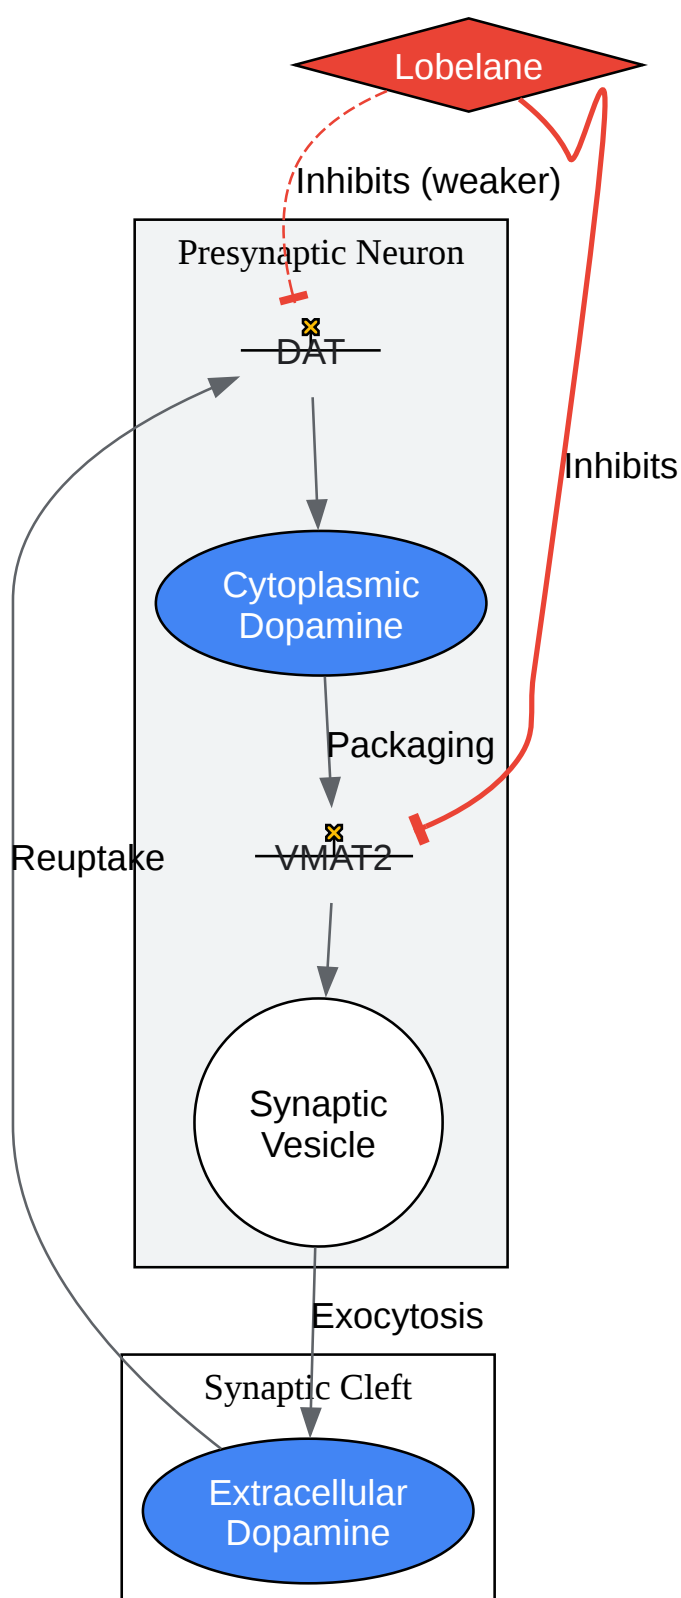 Lobelane
Inhibits (weaker)
Presynaptic Neuron
DAT
Inhibits
Cytoplasmic
Dopamine
Packaging
VMAT2
Reuptake
Synaptic
Vesicle
Exocytosis
Synaptic Cleft
Extracellular
Dopamine